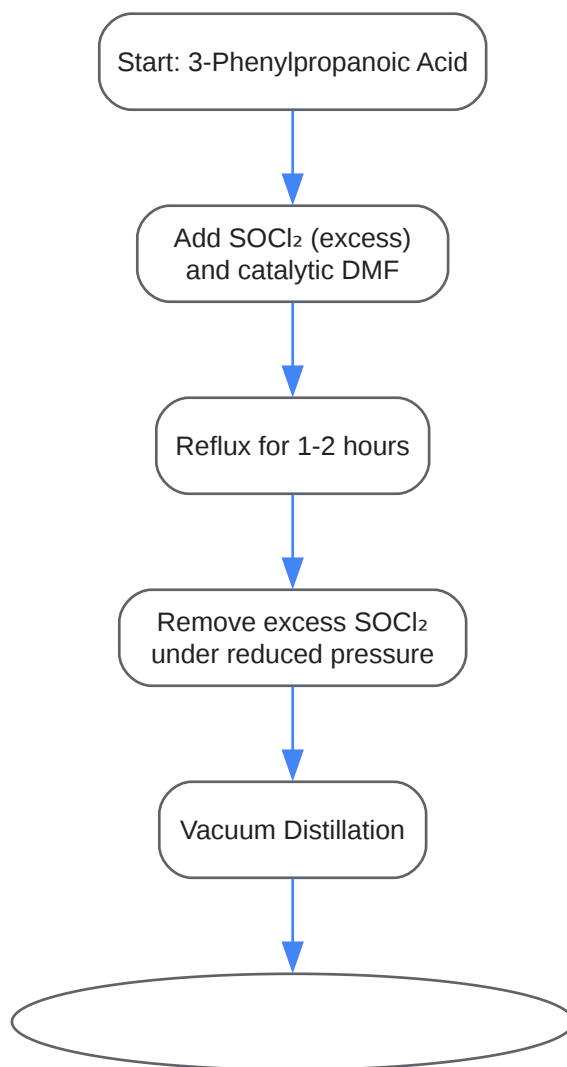 Start: 3-Phenylpropanoic Acid
Add SOCl₂ (excess)
and catalytic DMF
Reflux for 1-2 hours
Remove excess SOCl₂
under reduced pressure
Vacuum Distillation